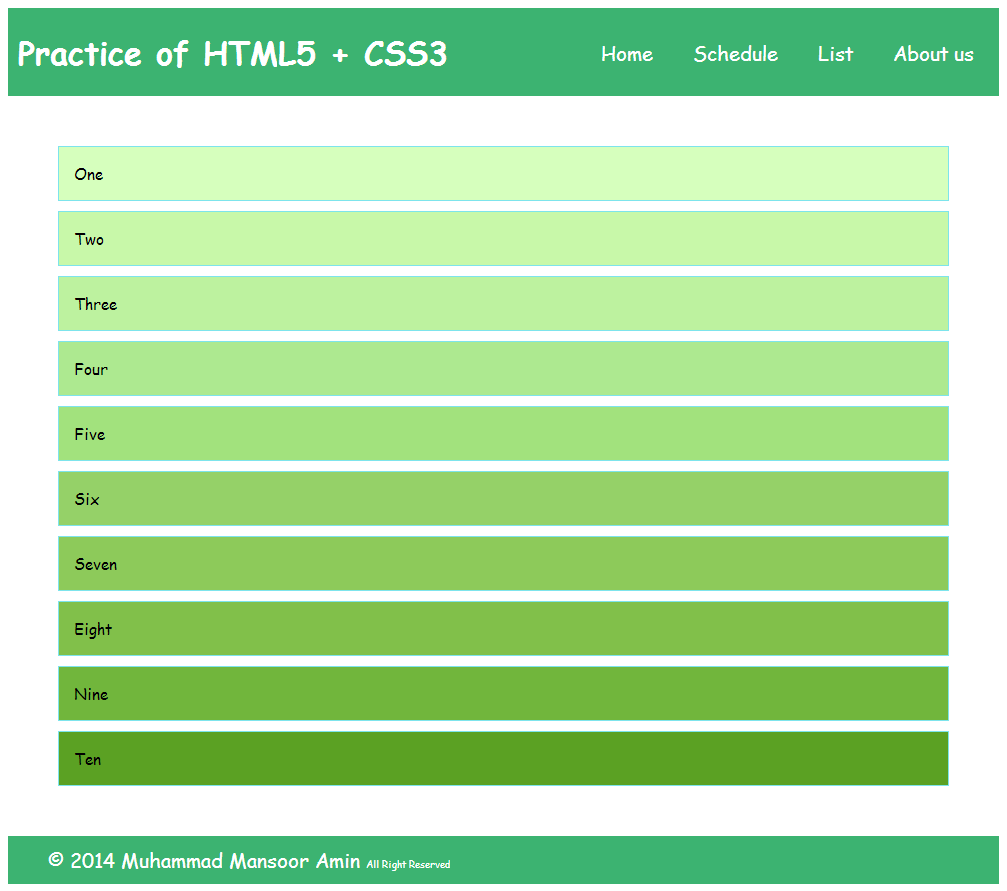 Practice of HTML5 + CSS3
Home Schedule List About us
One
Two
Three
Four
Five
Six
Seven
Eight
Nine
Ten
© 2014 Muhammad Mansoor Amin All Right Reserved